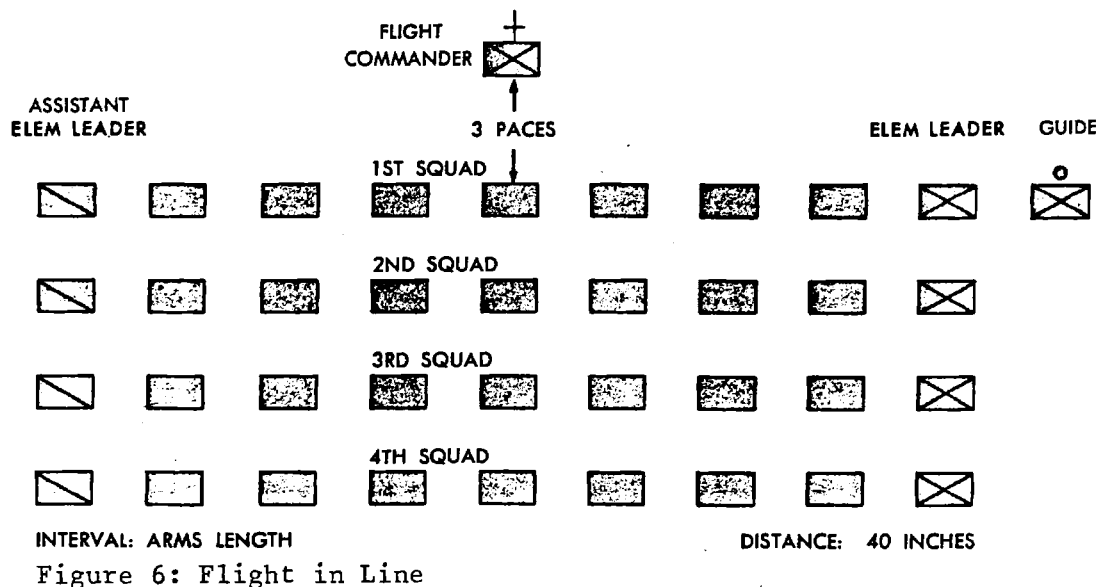 FLIGHT
COMMANDER
ASSISTANT
ELEM LEADER
3 PACES
ELEM LEADER
GUIDE
1ST SQUAD
2ND SQUAD
3RD SQUAD
4TH SQUAD
INTERVAL: ARMS LENGTH
DISTANCE: 40 INCHES
Figure 6: Flight in Line